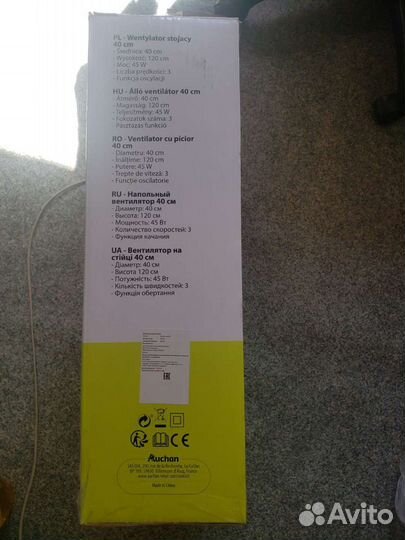 PL - Wentylator stojacy
40 cm
- Średnica: 40 cm
- Wysokość: 120 cm
- Moc: 45 W
- Liczba prędkości: 3
- Funkcja oscylacji
HU - Álló ventilátor 40 cm
- Átmérő: 40 cm
- Magasság: 120 cm
- Teljesítmény: 45 W
- Fokozatok száma: 3
- Pásztázás funkció
RO - Ventilator cu picior
40 cm
- Diametru: 40 cm
- Înălțime: 120 cm
- Putere: 45 W
- Trepte de viteză: 3
- Funcție oscilatorie
RU - Напольный
вентилятор 40 см
- Диаметр: 40 см
- Высота: 120 см
- Мощность: 45 Вт
- Количество скоростей: 3
- Функция качания
UA - Вентилятор на
стійці 40 см
- Діаметр: 40 см
- Висота 120 см
- Потужність: 45 Вт
- Кількість швидкостей: 3
- Функція обертання
EAC
CE
Auchan
Made in China
Avito